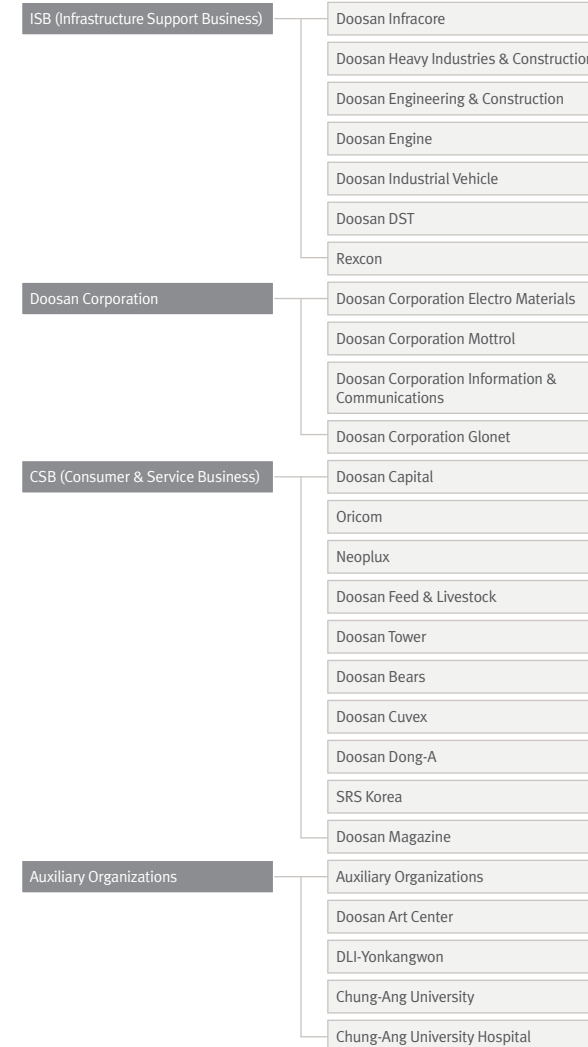 ISB (Infrastructure Support Business)
Doosan Infracore
Doosan Heavy Industries & Construction
Doosan Engineering & Construction
Doosan Engine
Doosan Industrial Vehicle
Doosan DST
Rexcon
Doosan Corporation
Doosan Corporation Electro Materials
Doosan Corporation Mottrol
Doosan Corporation Information &
Communications
Doosan Corporation Glonet
CSB (Consumer & Service Business)
Doosan Capital
Oricom
Neoplux
Doosan Feed & Livestock
Doosan Tower
Doosan Bears
Doosan Cuvex
Doosan Dong-A
SRS Korea
Doosan Magazine
Auxiliary Organizations
Auxiliary Organizations
Doosan Art Center
DLI-Yonkangwon
Chung-Ang University
Chung-Ang University Hospital